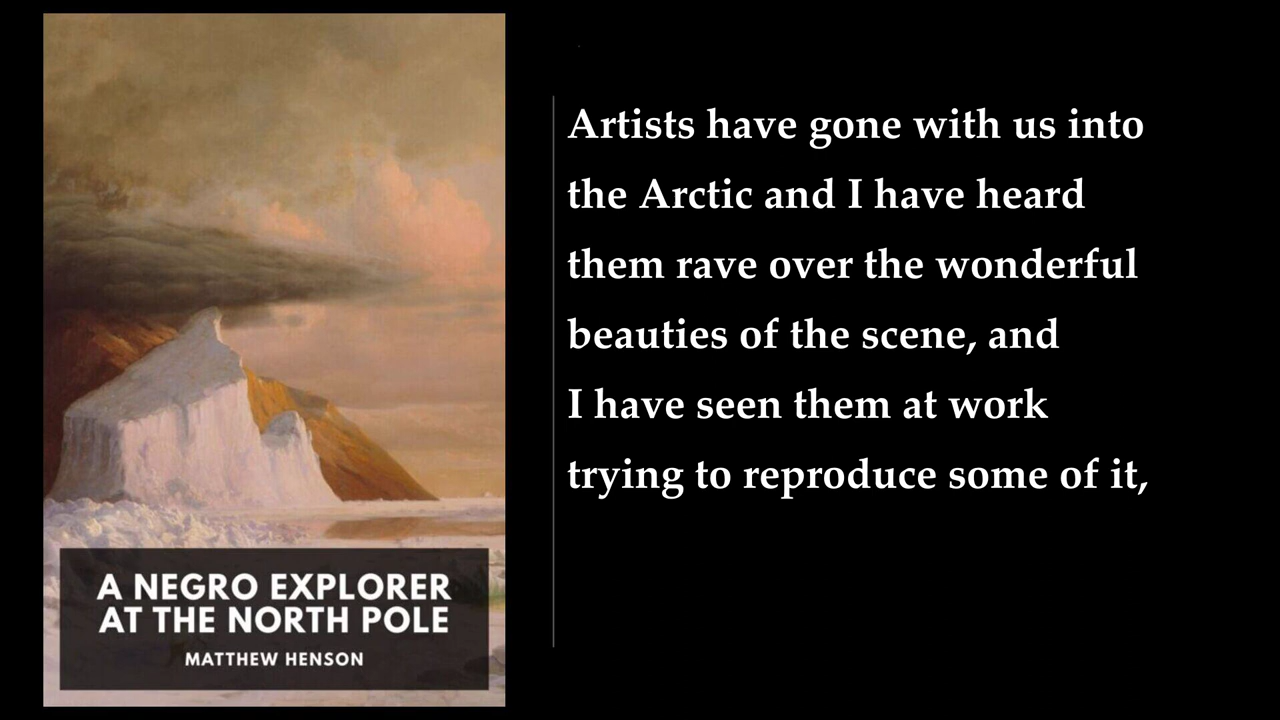 A NEGRO EXPLORER
AT THE NORTH POLE
MATTHEW HENSON
Artists have gone with us into
the Arctic and I have heard
them rave over the wonderful
beauties of the scene, and
I have seen them at work
trying to reproduce some of it,